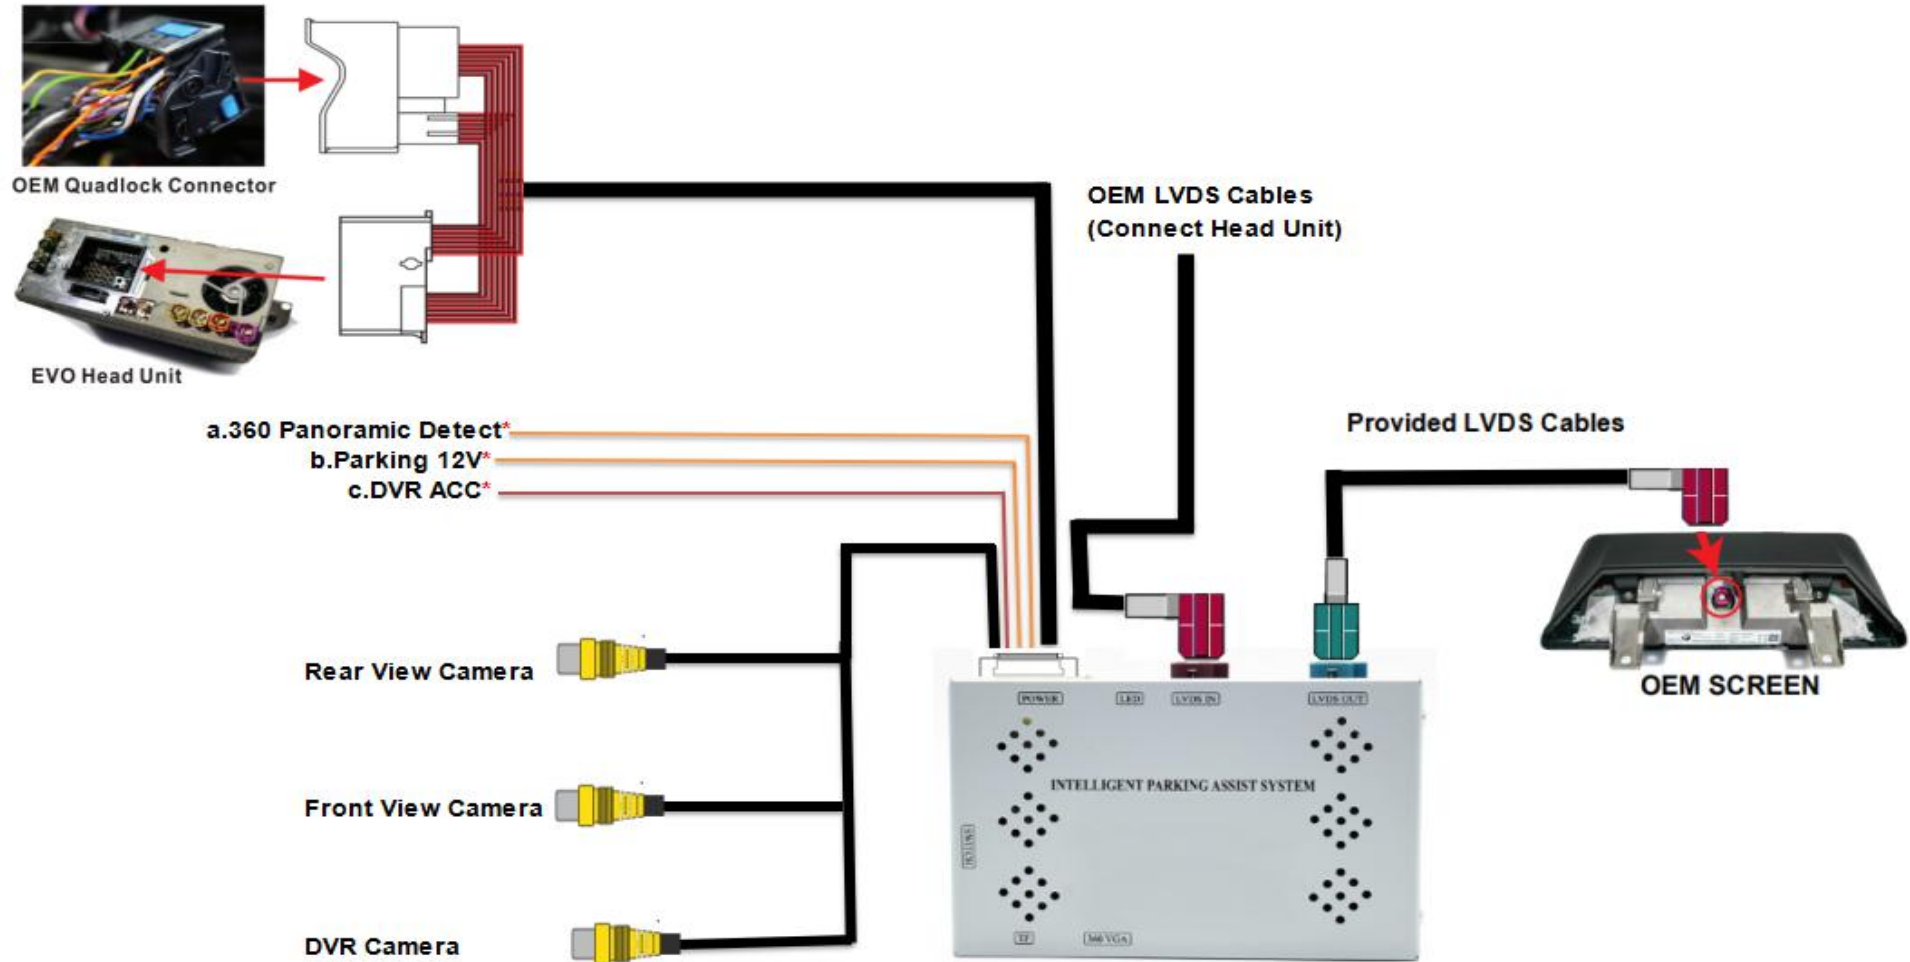 OEM Quadlock Connector
EVO Head Unit
OEM LVDS Cables
(Connect Head Unit)
Provided LVDS Cables
a.360 Panoramic Detect*
b.Parking 12V*
c.DVR ACC*
OEM SCREEN
Rear View Camera
Front View Camera
DVR Camera
POWER
LED
LVDS IN
LVDS OUT
INTELLIGENT PARKING ASSIST SYSTEM
SWITCH
TF
360 VGA